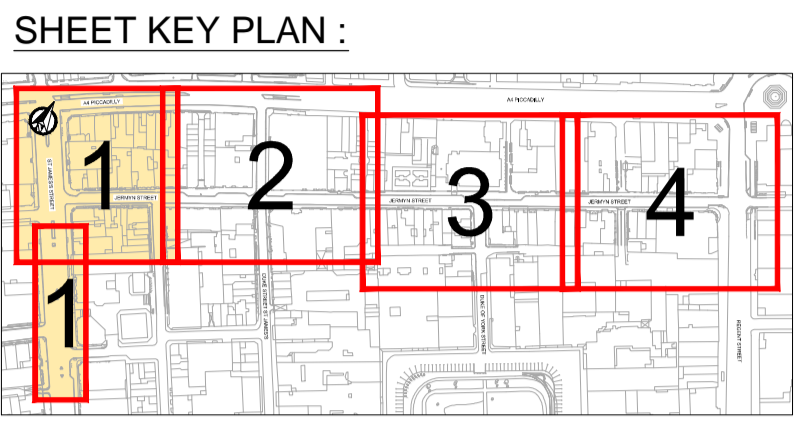 SHEET KEY PLAN :
A4 PICCADILLY
A4 PICCADILLY
N
1
2
3
4
ST JAMES'S STREET
JERMYN STREET
JERMYN STREET
JERMYN STREET
1
DUKE STREET ST JAMES'S
DUKE OF YORK STREET
REGENT STREET